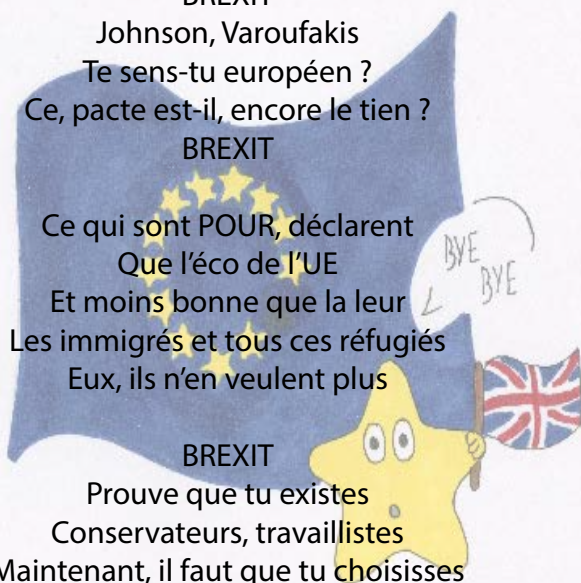 BREXIT
Johnson, Varoufakis
Te sens-tu européen ?
Ce, pacte est-il, encore le tien ?
BREXIT
Ce qui sont POUR, déclarent
Que l’éco de l’UE
Et moins bonne que la leur
Les immigrés et tous ces réfugiés
Eux, ils n’en veulent plus
BYE
BYE
BREXIT
Prouve que tu existes
Conservateurs, travaillistes
Maintenant, il faut que tu choisisses